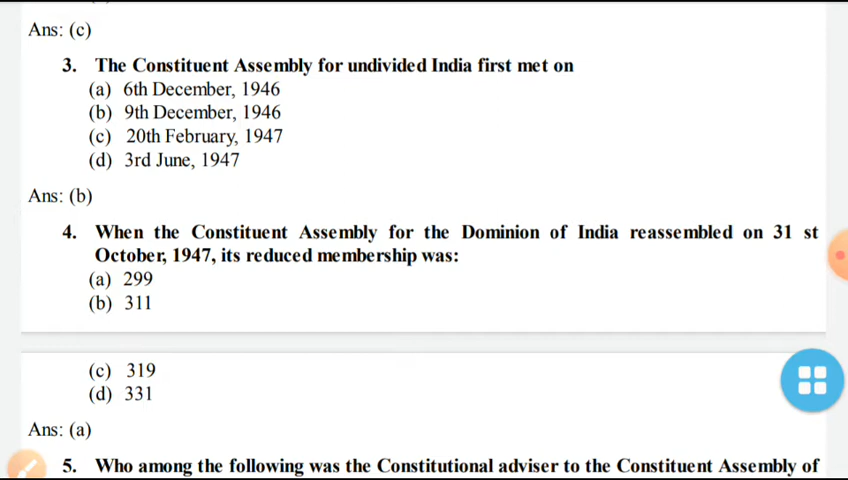 Ans: (c)
3. The Constituent Assembly for undivided India first met on
(a) 6th December, 1946
(b) 9th December, 1946
(c) 20th February, 1947
(d) 3rd June, 1947
Ans: (b)
4. When the Constituent Assembly for the Dominion of India reassembled on 31 st
October, 1947, its reduced membership was:
(a) 299
(b) 311
(c) 319
(d) 331
Ans: (a)
5. Who among the following was the Constitutional adviser to the Constituent Assembly of